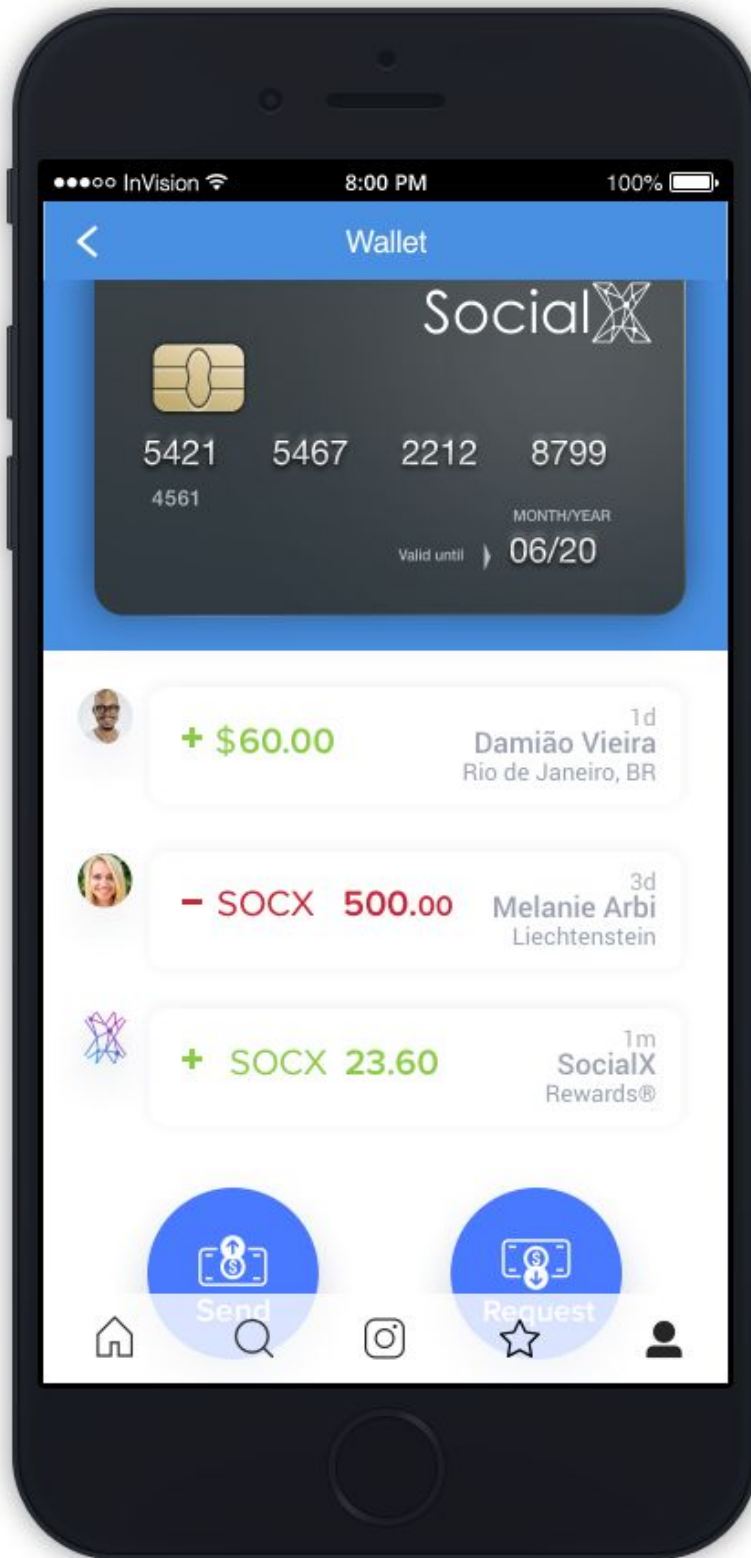 InVision 8:00 PM 100%
Wallet
SocialX
5421 5467 2212 8799
4561
MONTH/YEAR
Valid until 06/20
1d
+ $60.00 Damião Vieira
Rio de Janeiro, BR
3d
- SOCX 500.00 Melanie Arbi
Liechtenstein
1m
+ SOCX 23.60 SocialX
Rewards®
Send Request